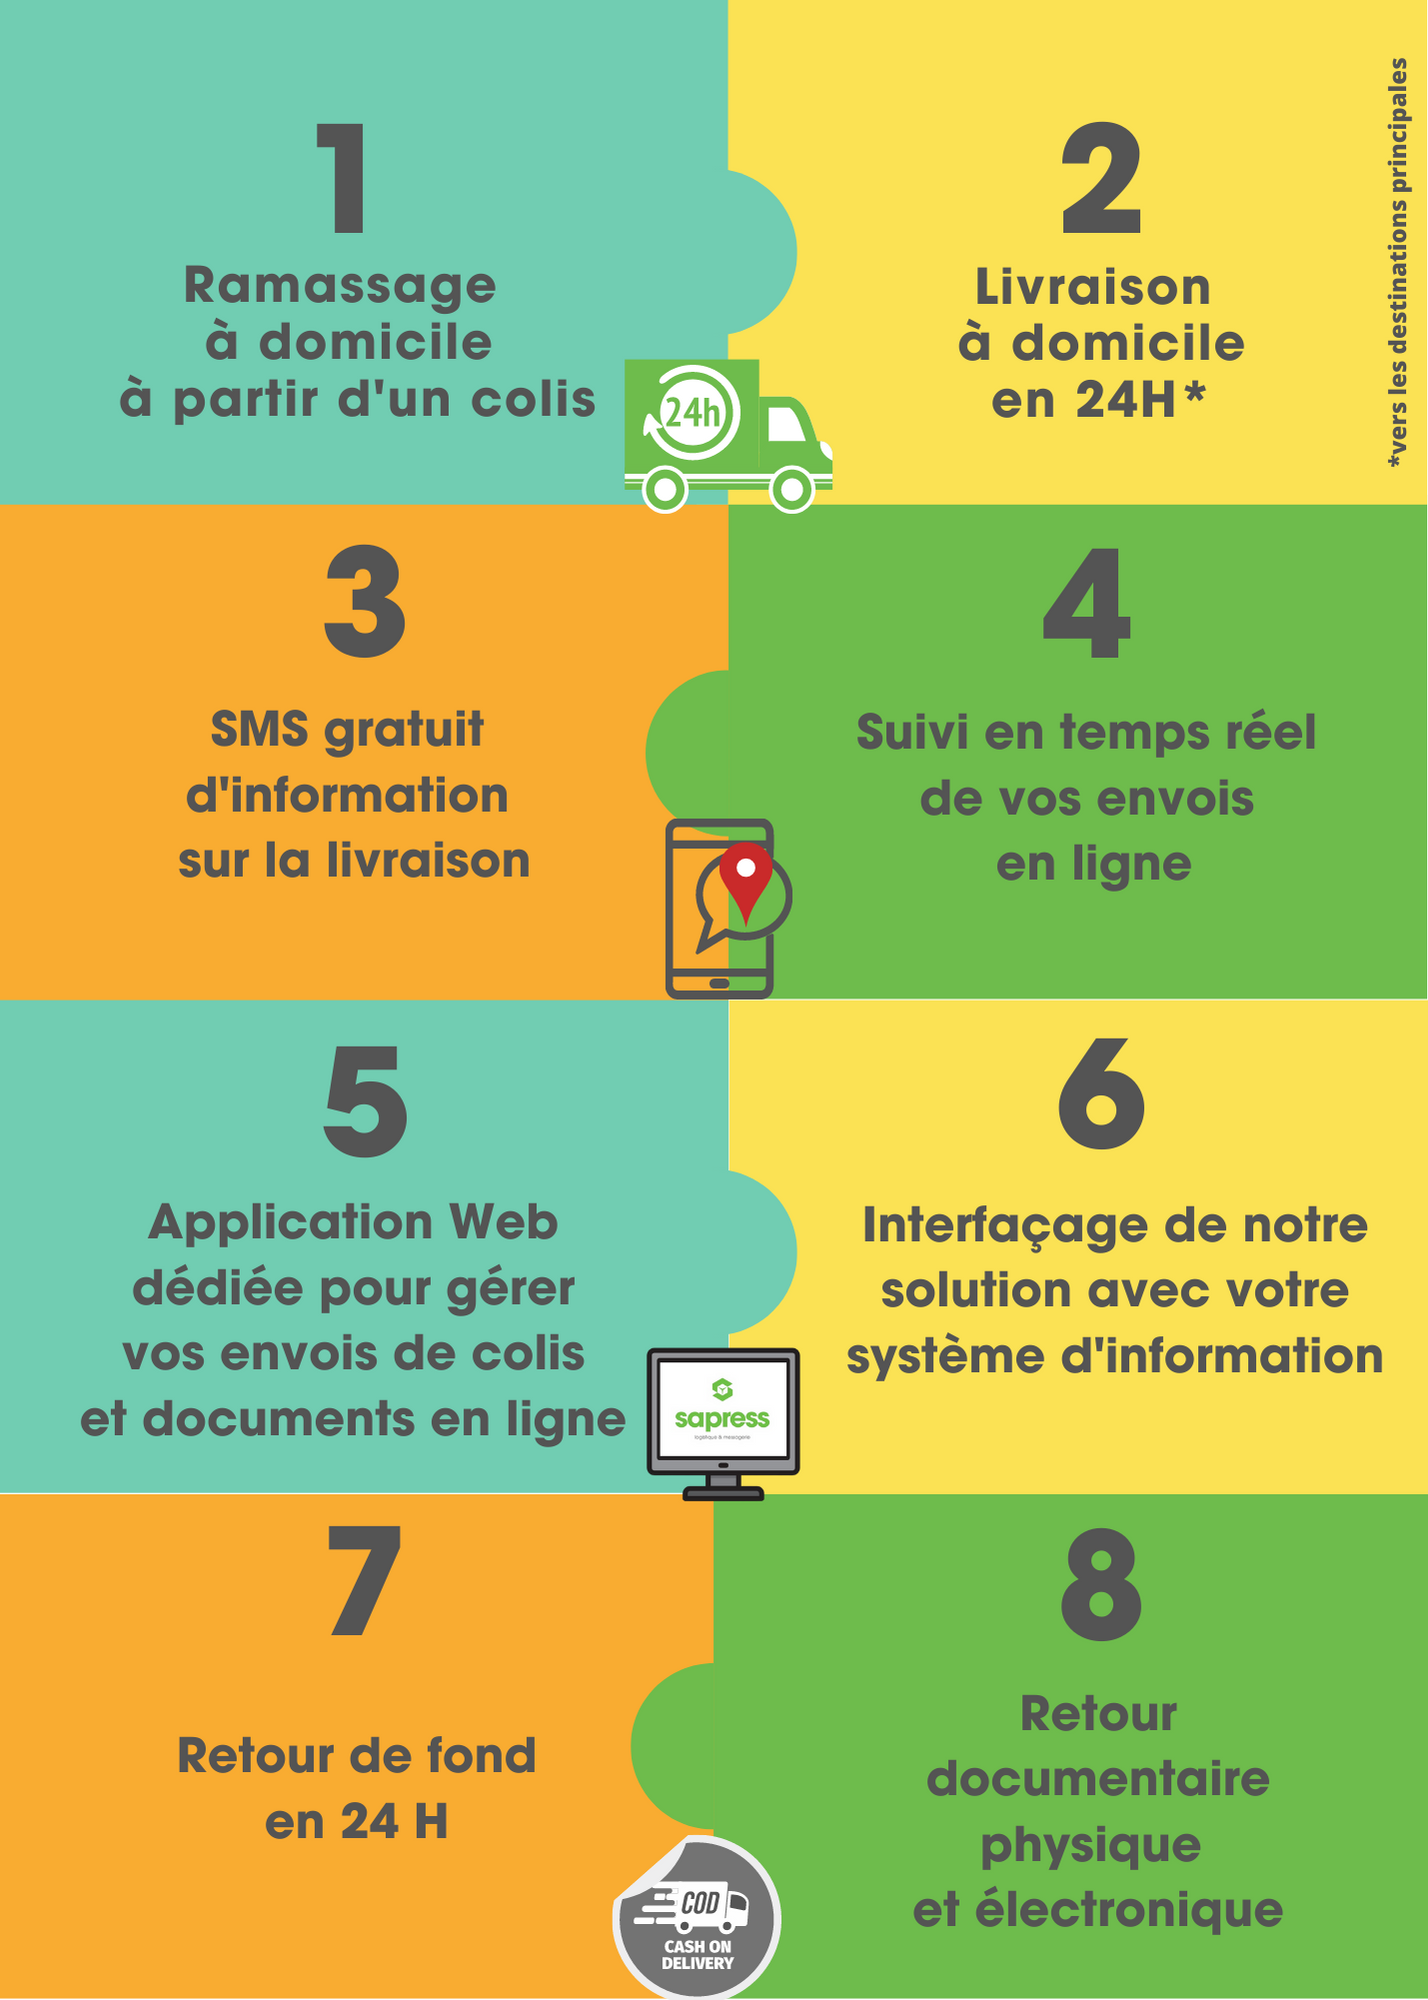 1
Ramassage
à domicile
à partir d'un colis
24h
2
Livraison
à domicile
en 24H*
*vers les destinations principales
3
SMS gratuit
d'information
sur la livraison
4
Suivi en temps réel
de vos envois
en ligne
5
Application Web
dédiée pour gérer
vos envois de colis
et documents en ligne
sapress
logistique & messagerie
6
Interfaçage de notre
solution avec votre
système d'information
7
Retour de fond
en 24 H
COD
CASH ON
DELIVERY
8
Retour
documentaire
physique
et électronique